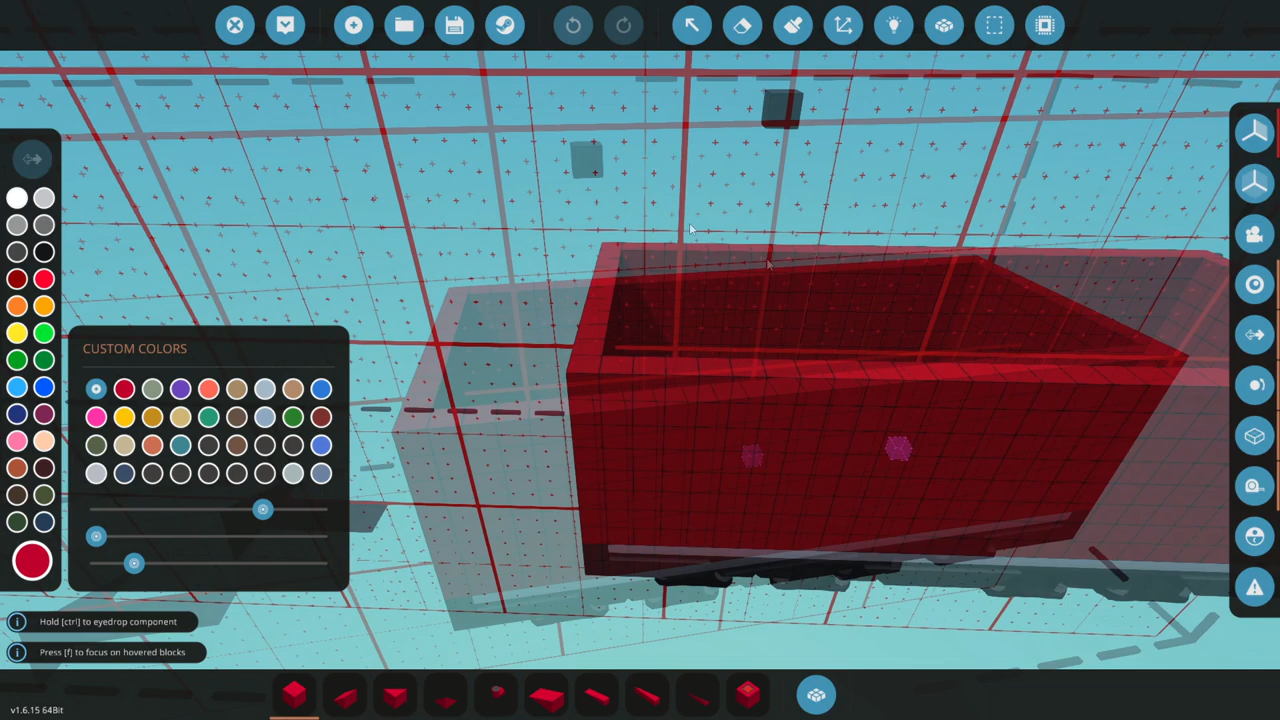 CUSTOM COLORS
Hold [ctrl] to eyedrop component
Press [f] to focus on hovered blocks
v1.6.15 64Bit